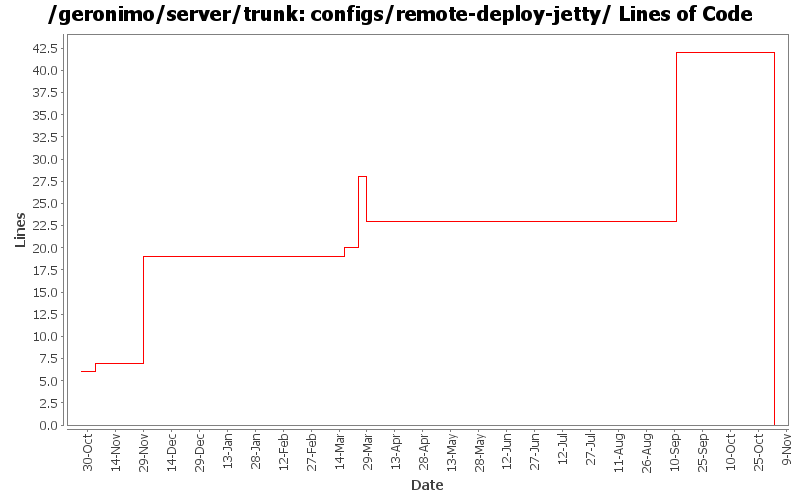 /geronimo/server/trunk: configs/remote-deploy-jetty/ Lines of Code
42.5
40.0
37.5
35.0
32.5
30.0
27.5
25.0
22.5
20.0
17.5
15.0
12.5
10.0
7.5
5.0
2.5
0.0
Lines
30-Oct
14-Nov
29-Nov
14-Dec
29-Dec
13-Jan
28-Jan
12-Feb
27-Feb
14-Mar
29-Mar
13-Apr
28-Apr
13-May
28-May
12-Jun
27-Jun
12-Jul
27-Jul
11-Aug
26-Aug
10-Sep
25-Sep
10-Oct
25-Oct
9-Nov
Date